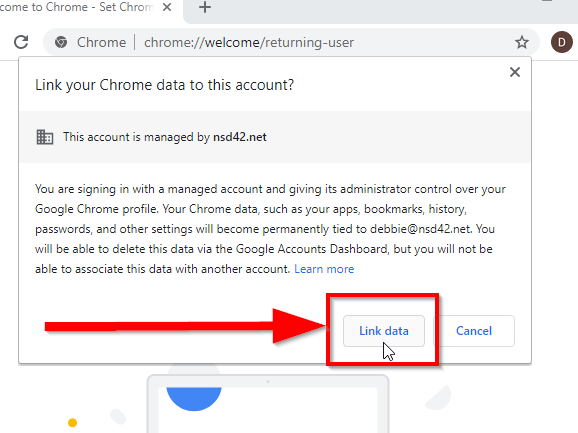 come to Chrome - Set Chrom
Chrome | chrome://welcome/returning-user
D
Link your Chrome data to this account?
This account is managed by nsd42.net
You are signing in with a managed account and giving its administrator control over your
Google Chrome profile. Your Chrome data, such as your apps, bookmarks, history,
passwords, and other settings will become permanently tied to debbie@nsd42.net. You
will be able to delete this data via the Google Accounts Dashboard, but you will not be
able to associate this data with another account. Learn more
Link data Cancel